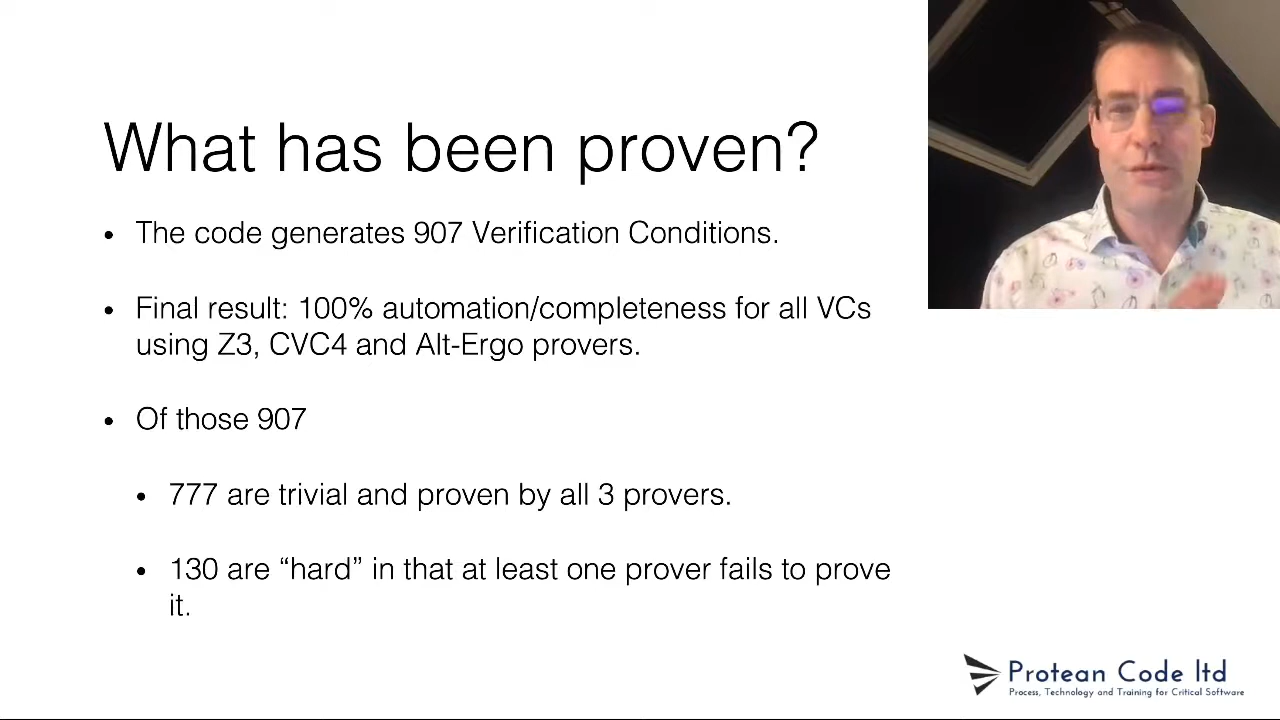 What has been proven?
• The code generates 907 Verification Conditions.
• Final result: 100% automation/completeness for all VCs
using Z3, CVC4 and Alt-Ergo provers.
• Of those 907
• 777 are trivial and proven by all 3 provers.
• 130 are “hard” in that at least one prover fails to prove
it.
Protean Code ltd
Process, Technology and Training for Critical Software